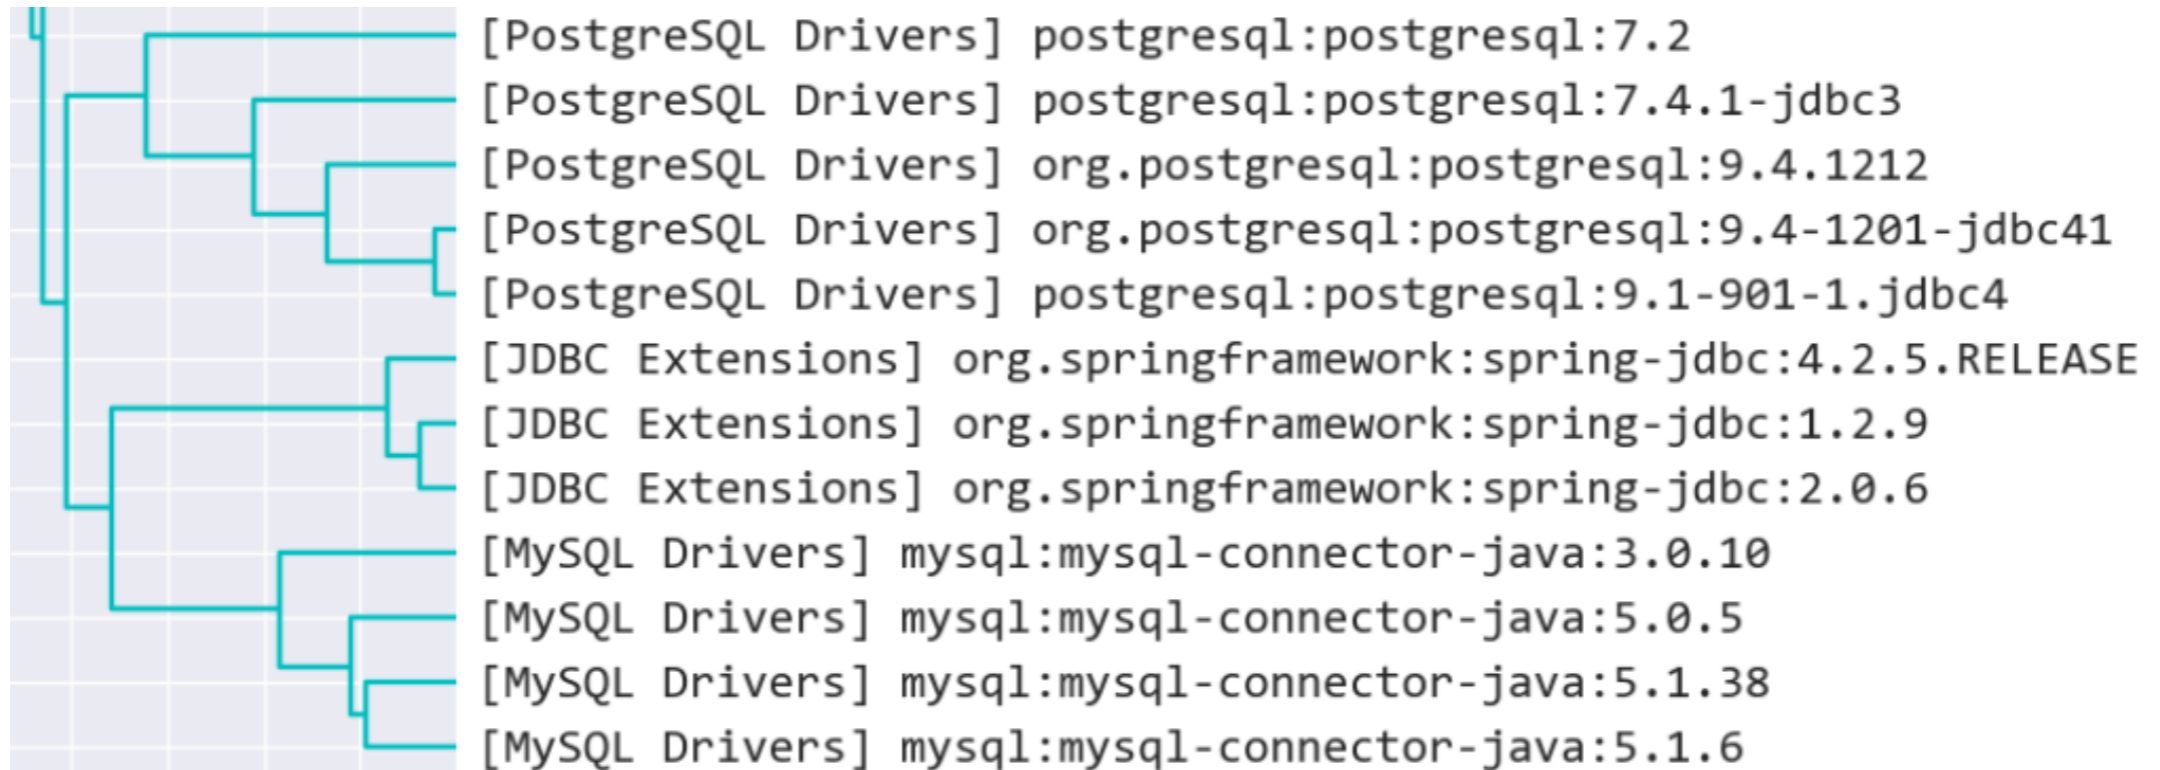 [PostgreSQL Drivers] postgresql:postgresql:7.2
[PostgreSQL Drivers] postgresql:postgresql:7.4.1-jdbc3
[PostgreSQL Drivers] org.postgresql:postgresql:9.4.1212
[PostgreSQL Drivers] org.postgresql:postgresql:9.4-1201-jdbc41
[PostgreSQL Drivers] postgresql:postgresql:9.1-901-1.jdbc4
[JDBC Extensions] org.springframework:spring-jdbc:4.2.5.RELEASE
[JDBC Extensions] org.springframework:spring-jdbc:1.2.9
[JDBC Extensions] org.springframework:spring-jdbc:2.0.6
[MySQL Drivers] mysql:mysql-connector-java:3.0.10
[MySQL Drivers] mysql:mysql-connector-java:5.0.5
[MySQL Drivers] mysql:mysql-connector-java:5.1.38
[MySQL Drivers] mysql:mysql-connector-java:5.1.6